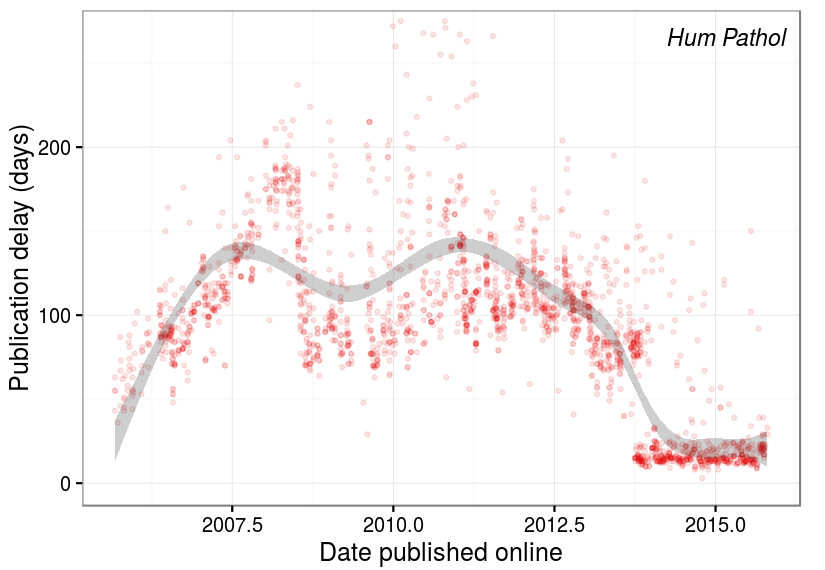 Hum Pathol
Publication delay (days)
200
100
0
2007.5 2010.0 2012.5 2015.0
Date published online